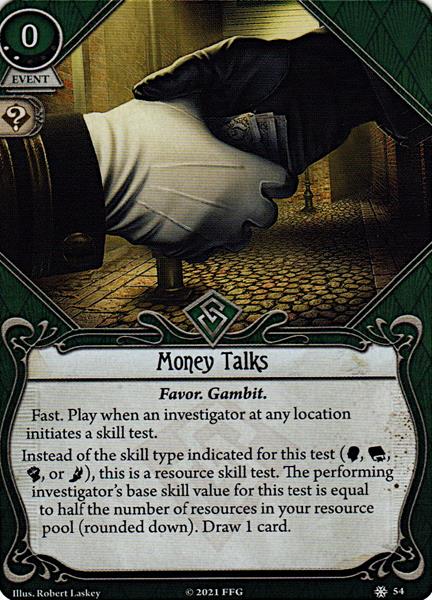 0
EVENT
?
Money Talks
Favor. Gambit.
Fast. Play when an investigator at any location
initiates a skill test.
Instead of the skill type indicated for this test ( , ,
, or ), this is a resource skill test. The performing
investigator's base skill value for this test is equal
to half the number of resources in your resource
pool (rounded down). Draw 1 card.
Illus. Robert Laskey © 2021 FFG 54